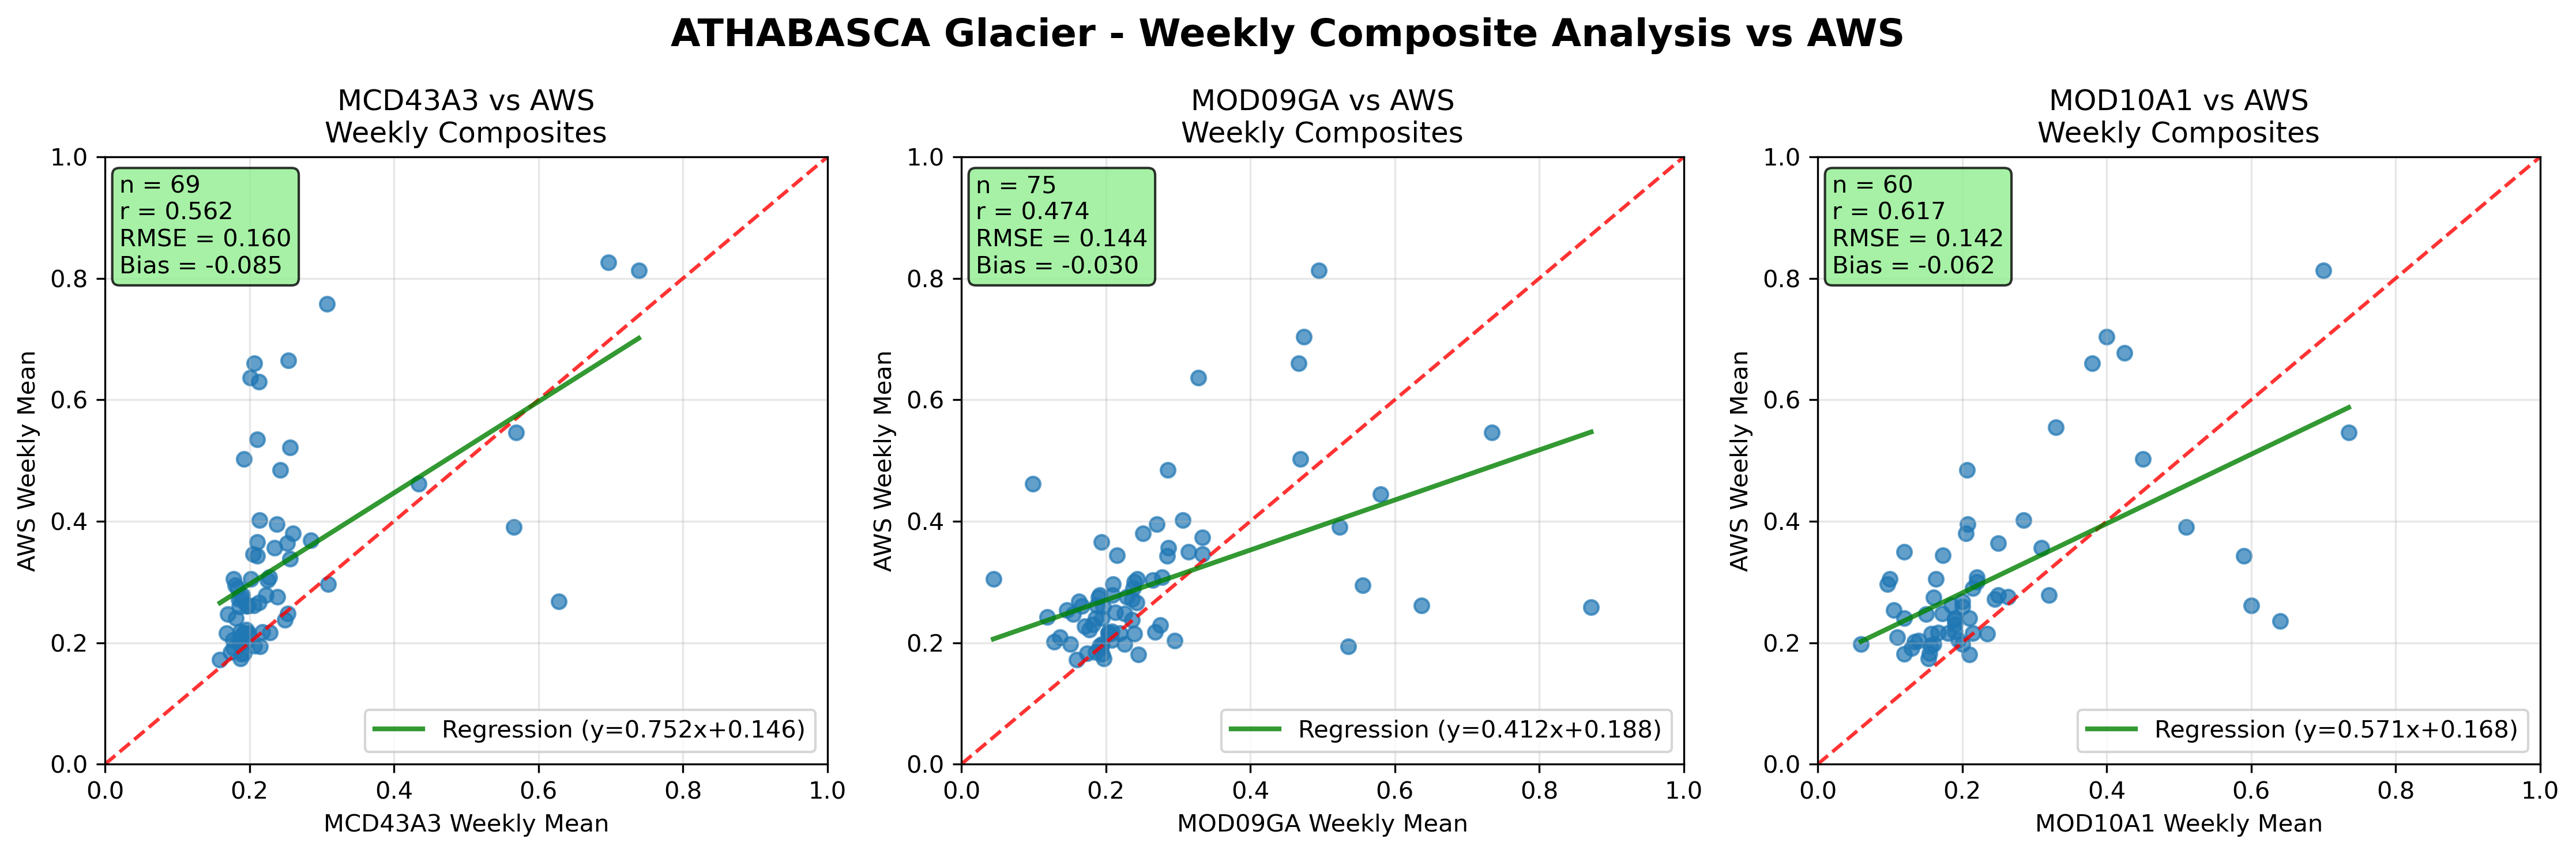 ATHABASCA Glacier - Weekly Composite Analysis vs AWS
MCD43A3 vs AWS
Weekly Composites
n = 69
r = 0.562
RMSE = 0.160
Bias = -0.085
1.0
0.8
0.6
0.4
0.2
0.0
AWS Weekly Mean
Regression (y=0.752x+0.146)
0.0 0.2 0.4 0.6 0.8 1.0
MCD43A3 Weekly Mean
MOD09GA vs AWS
Weekly Composites
n = 75
r = 0.474
RMSE = 0.144
Bias = -0.030
1.0
0.8
0.6
0.4
0.2
0.0
AWS Weekly Mean
Regression (y=0.412x+0.188)
0.0 0.2 0.4 0.6 0.8 1.0
MOD09GA Weekly Mean
MOD10A1 vs AWS
Weekly Composites
n = 60
r = 0.617
RMSE = 0.142
Bias = -0.062
1.0
0.8
0.6
0.4
0.2
0.0
AWS Weekly Mean
Regression (y=0.571x+0.168)
0.0 0.2 0.4 0.6 0.8 1.0
MOD10A1 Weekly Mean